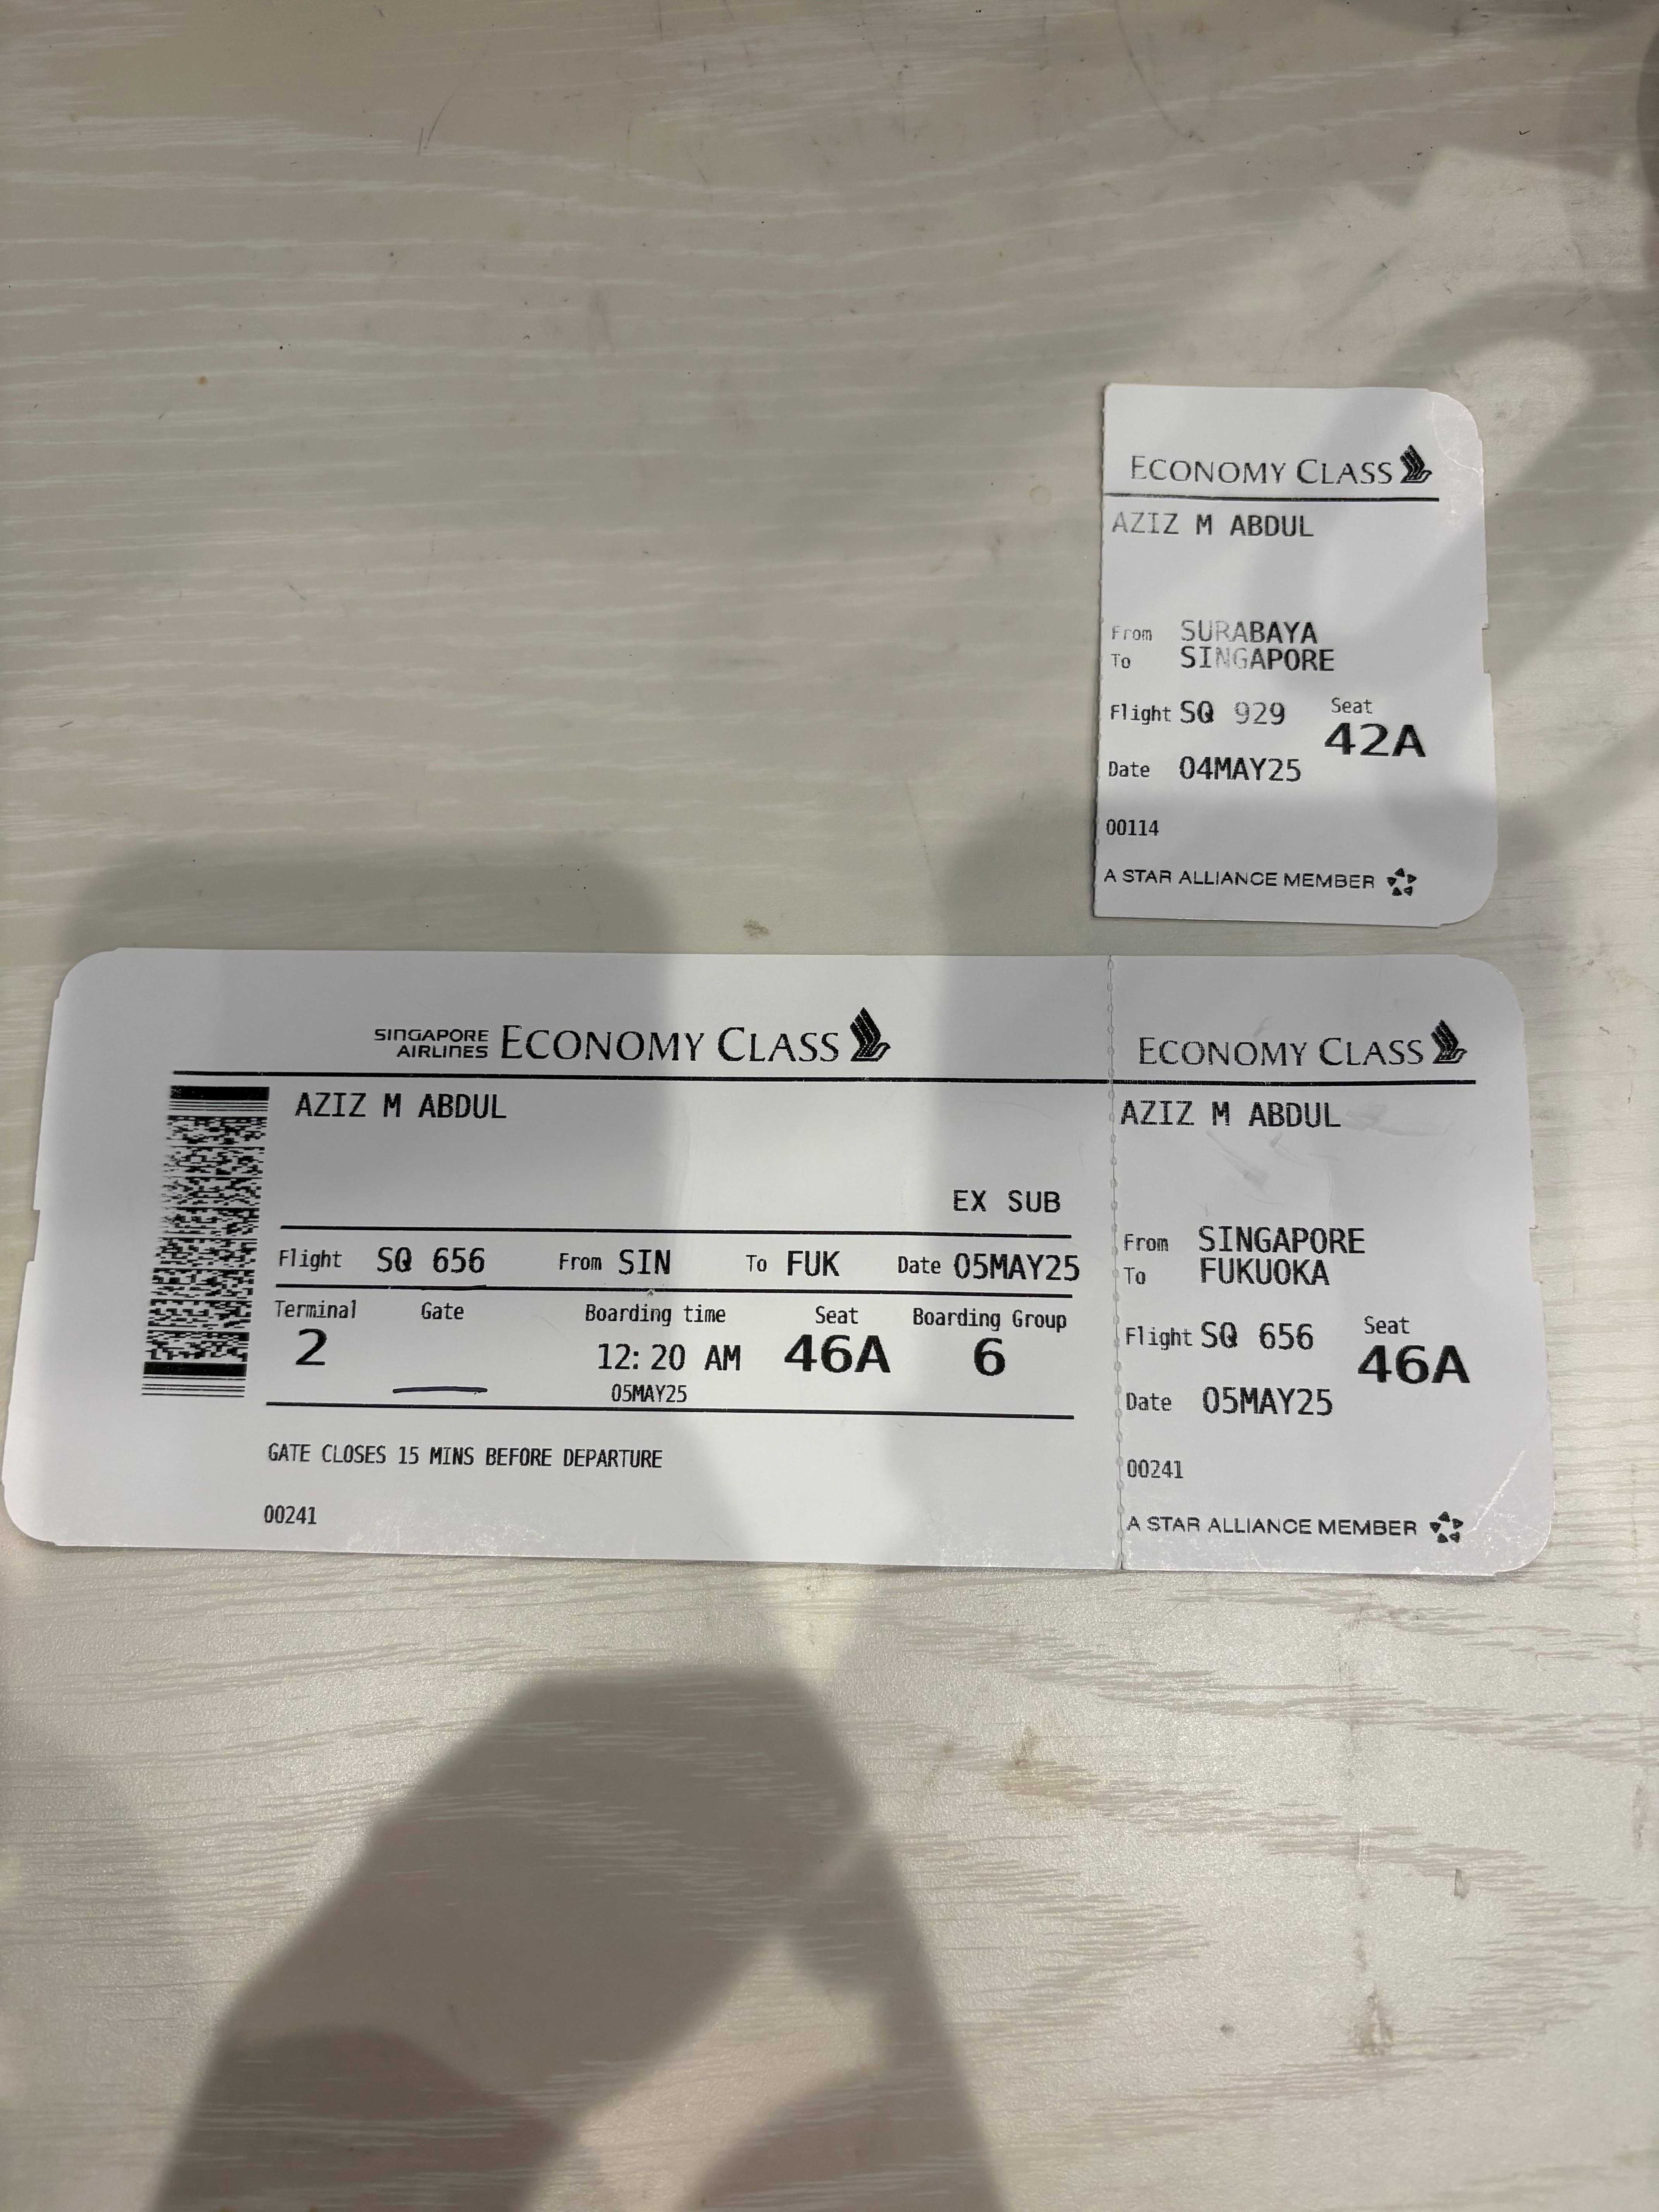 ECONOMY CLASS
AZIZ M ABDUL
From SURABAYA
To SINGAPORE
Flight SQ 929 Seat
42A
Date 04MAY25
00114
A STAR ALLIANCE MEMBER
SINGAPORE AIRLINES ECONOMY CLASS
AZIZ M ABDUL
EX SUB
Flight SQ 656 From SIN To FUK Date 05MAY25
Terminal Gate Boarding time Seat Boarding Group
2 12:20 AM 46A 6
05MAY25
GATE CLOSES 15 MINS BEFORE DEPARTURE
00241
ECONOMY CLASS
AZIZ M ABDUL
From SINGAPORE
To FUKUOKA
Flight SQ 656 Seat
46A
Date 05MAY25
00241
A STAR ALLIANCE MEMBER